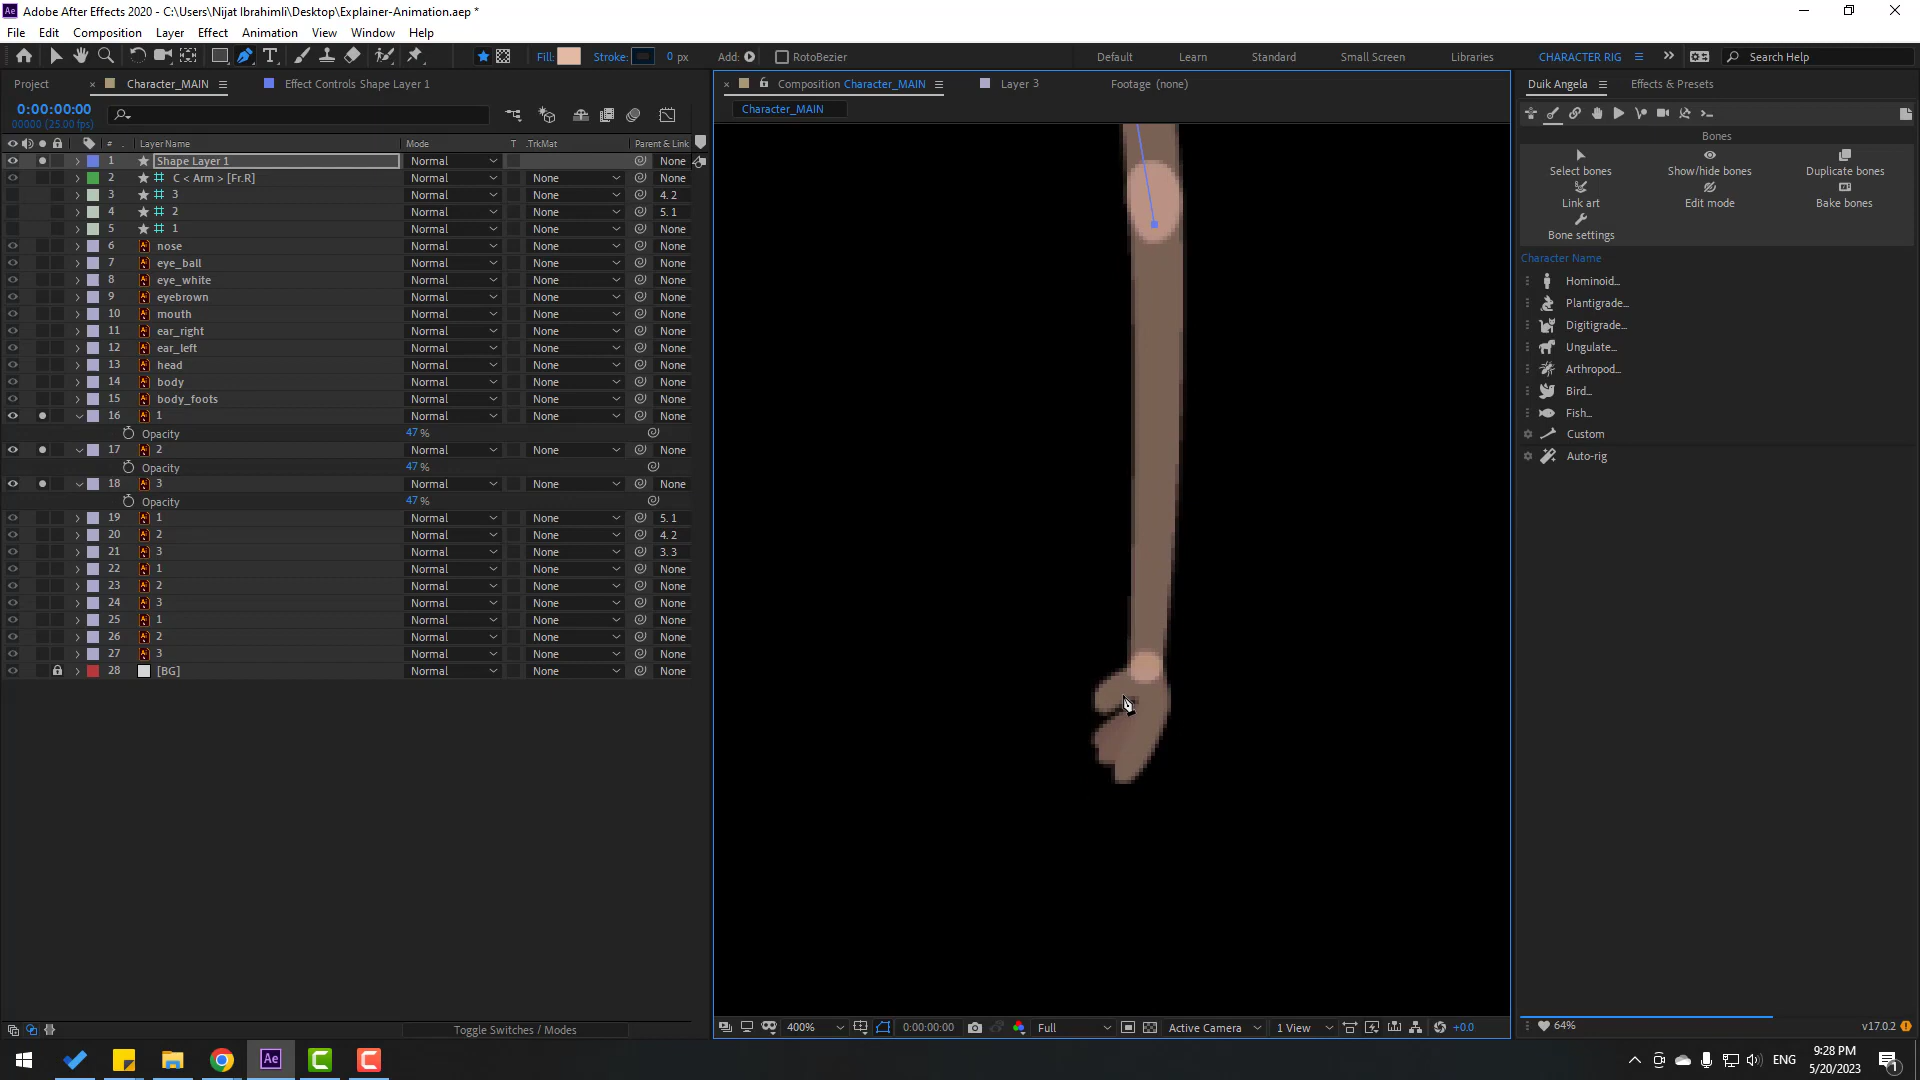 Adobe After Effects 2020 - C:\Users\Nijat Ibrahimli\Desktop\Explainer-Animation.aep *
File Edit Composition Layer Effect Animation View Window Help
Fill: Stroke: 0 px Add: RotoBezier Default Learn Standard Small Screen Libraries CHARACTER RIG Search Help
Project Character_MAIN Effect Controls Shape Layer 1 Composition Character_MAIN Layer 3 Footage (none) Duik Angela Effects & Presets
0:00:00:00
00000 (25.00 fps)
Character_MAIN
# Layer Name Mode T .TrkMat Parent & Link
1 Shape Layer 1 Normal None
2 C < Arm > [Fr.R] Normal None None
3 3 Normal None 4. 2
4 2 Normal None 5. 1
5 1 Normal None None
6 nose Normal None None
7 eye_ball Normal None None
8 eye_white Normal None None
9 eyebrown Normal None None
10 mouth Normal None None
11 ear_right Normal None None
12 ear_left Normal None None
13 head Normal None None
14 body Normal None None
15 body_foots Normal None None
16 1 Normal None None
Opacity 47 %
17 2 Normal None None
Opacity 47 %
18 3 Normal None None
Opacity 47 %
19 1 Normal None 5. 1
20 2 Normal None 4. 2
21 3 Normal None 3. 3
22 1 Normal None None
23 2 Normal None None
24 3 Normal None None
25 1 Normal None None
26 2 Normal None None
27 3 Normal None None
28 [BG] Normal None None
Toggle Switches / Modes
400% 0:00:00:00 Full Active Camera 1 View +0.0
Bones
Select bones Show/hide bones Duplicate bones
Link art Edit mode Bake bones
Bone settings
Character Name
Hominoid...
Plantigrade...
Digitigrade...
Ungulate...
Arthropod...
Bird...
Fish...
Custom
Auto-rig
64% v17.0.2
Ae
ENG
9:28 PM
5/20/2023
1